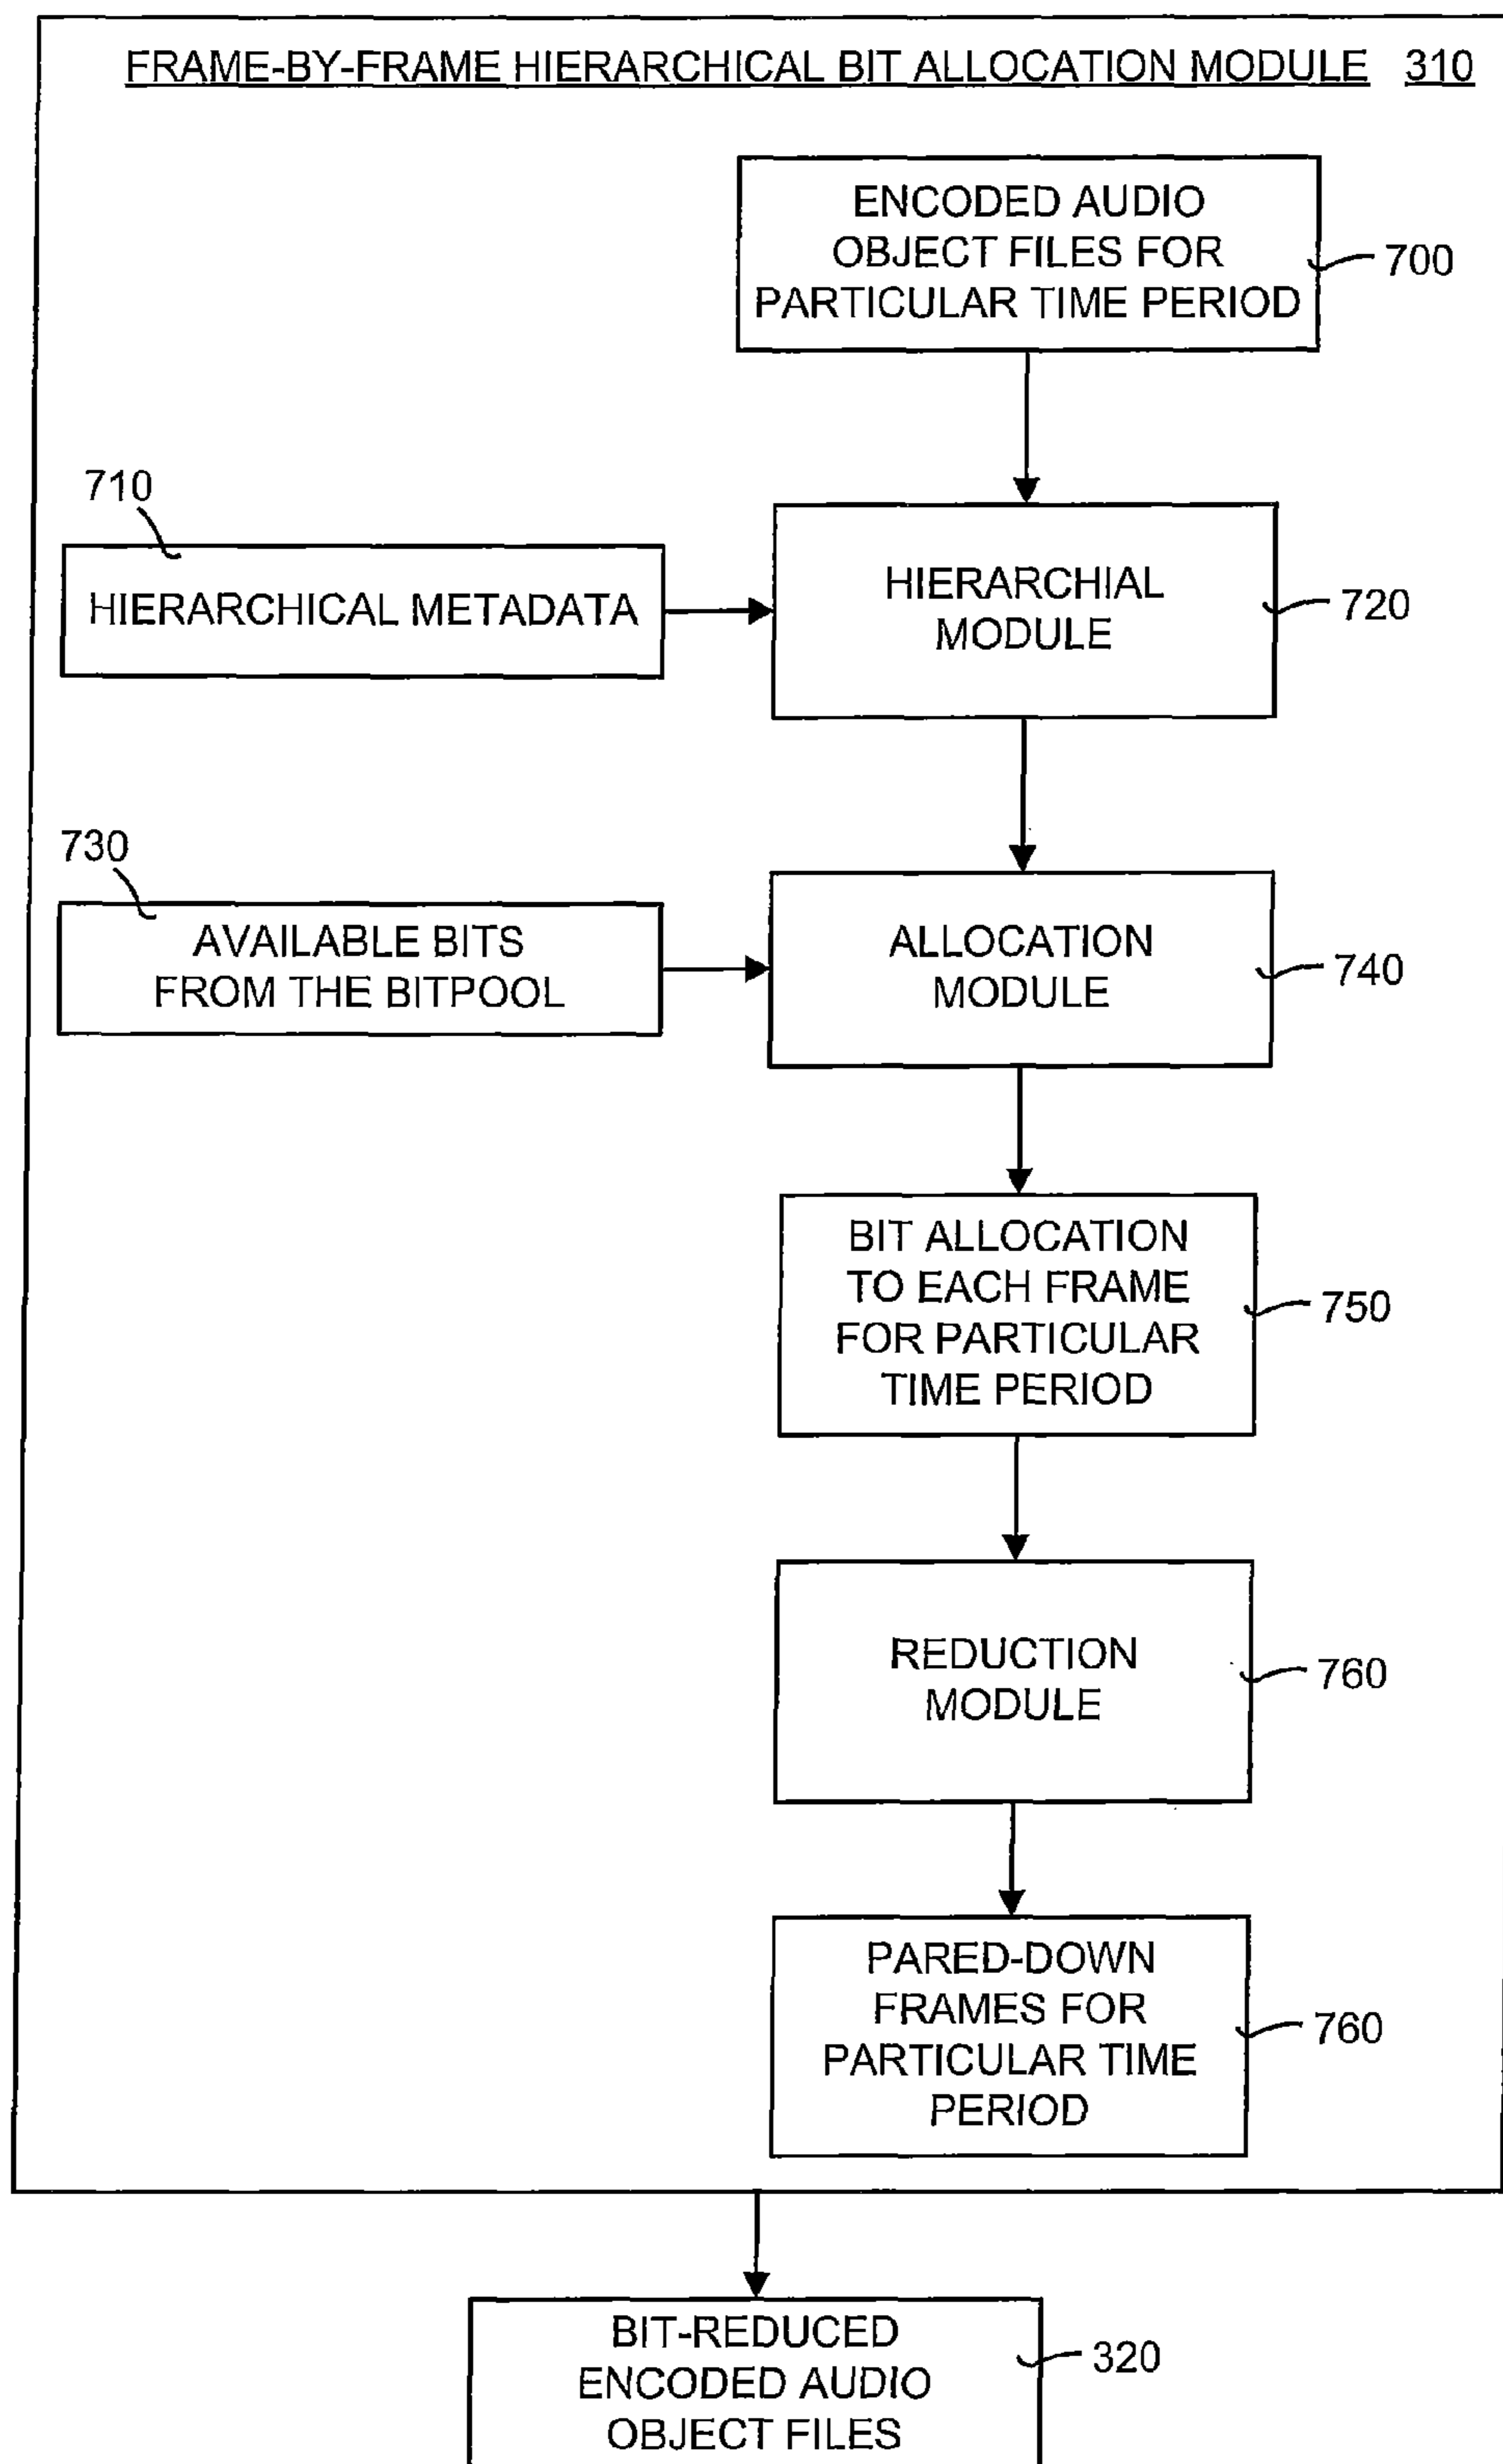 FRAME-BY-FRAME HIERARCHICAL BIT ALLOCATION MODULE 310
ENCODED AUDIO
OBJECT FILES FOR
PARTICULAR TIME PERIOD
700
710
HIERARCHICAL METADATA
HIERARCHIAL
MODULE
720
730
AVAILABLE BITS
FROM THE BITPOOL
ALLOCATION
MODULE
740
BIT ALLOCATION
TO EACH FRAME
FOR PARTICULAR
TIME PERIOD
750
REDUCTION
MODULE
760
PARED-DOWN
FRAMES FOR
PARTICULAR TIME
PERIOD
760
BIT-REDUCED
ENCODED AUDIO
OBJECT FILES
320